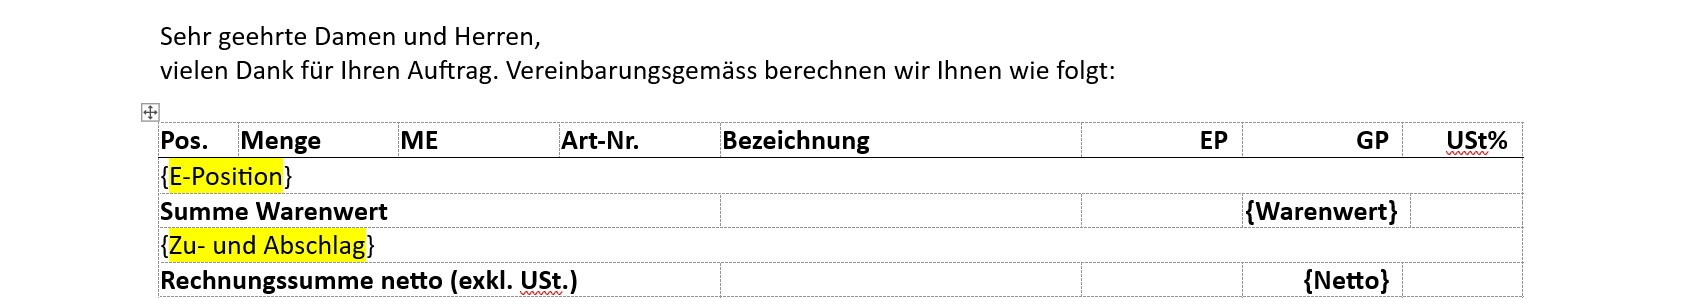 Sehr geehrte Damen und Herren,
vielen Dank für Ihren Auftrag. Vereinbarungsgemäss berechnen wir Ihnen wie folgt:
Pos. Menge ME Art-Nr. Bezeichnung EP GP USt%
{E-Position}
Summe Warenwert {Warenwert}
{Zu- und Abschlag}
Rechnungssumme netto (exkl. USt.) {Netto}